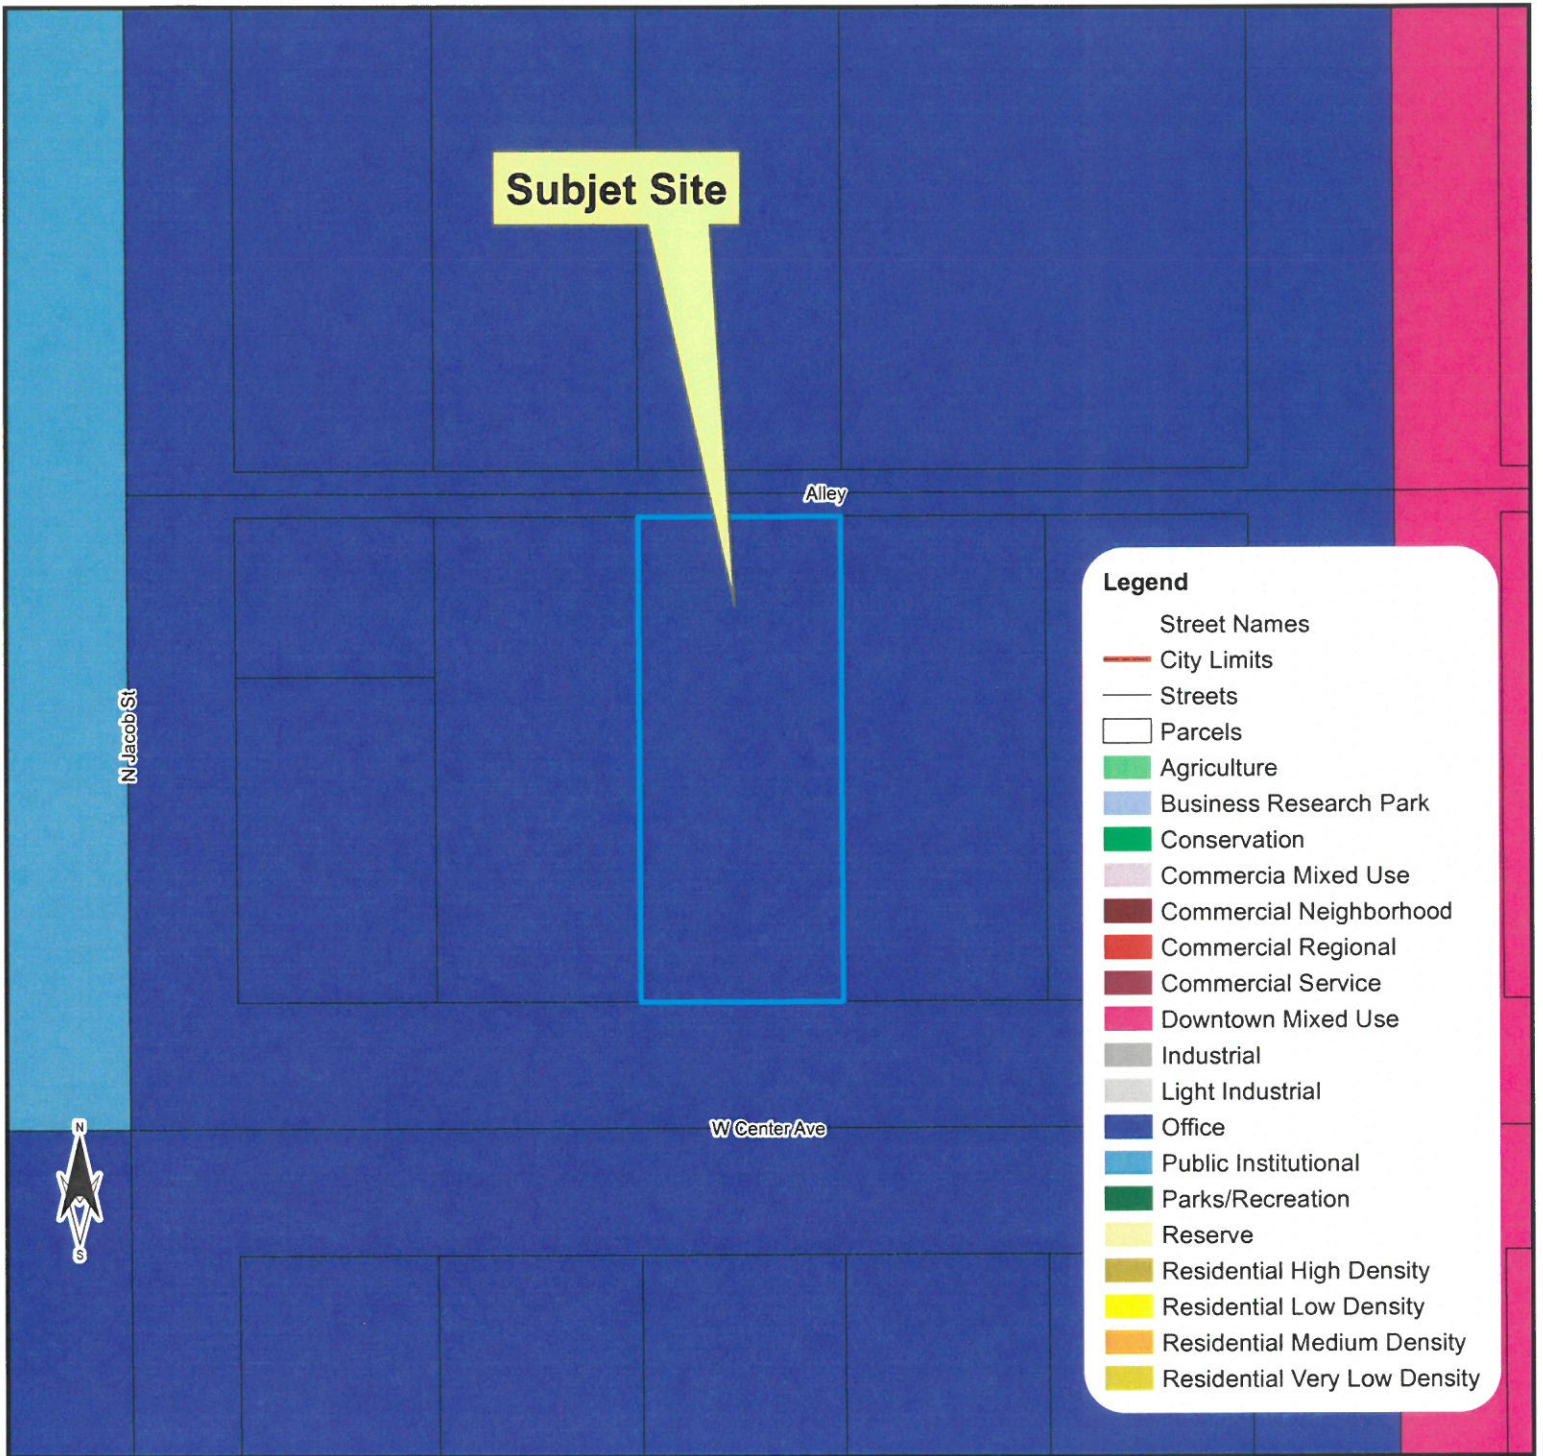 Subjet Site
Alley
N Jacob St
W Center Ave
N
S
Legend
Street Names
City Limits
Streets
Parcels
Agriculture
Business Research Park
Conservation
Commercia Mixed Use
Commercial Neighborhood
Commercial Regional
Commercial Service
Downtown Mixed Use
Industrial
Light Industrial
Office
Public Institutional
Parks/Recreation
Reserve
Residential High Density
Residential Low Density
Residential Medium Density
Residential Very Low Density